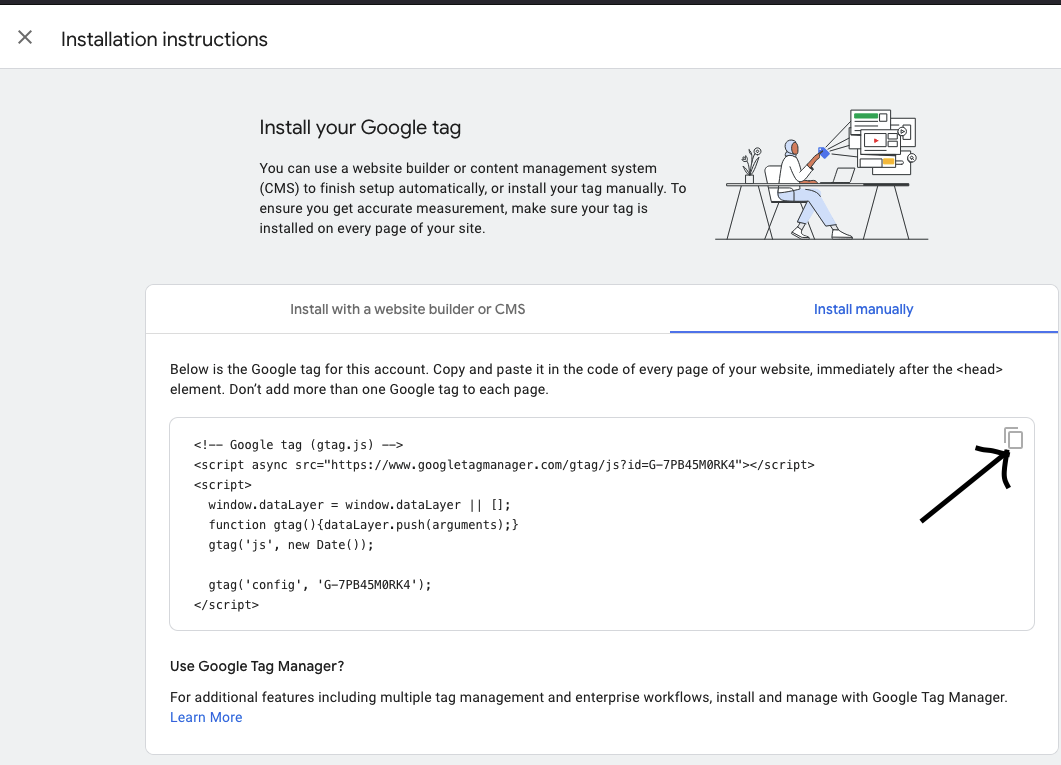 Installation instructions
Install your Google tag
You can use a website builder or content management system
(CMS) to finish setup automatically, or install your tag manually. To
ensure you get accurate measurement, make sure your tag is
installed on every page of your site.
Install with a website builder or CMS
Install manually
Below is the Google tag for this account. Copy and paste it in the code of every page of your website, immediately after the <head>
element. Don't add more than one Google tag to each page.
<!-- Google tag (gtag.js) -->
<script async src="https://www.googletagmanager.com/gtag/js?id=G-7PB45M0RK4"></script>
<script>
  window.dataLayer = window.dataLayer || [];
  function gtag(){dataLayer.push(arguments);}
  gtag('js', new Date());
  gtag('config', 'G-7PB45M0RK4');
</script>
Use Google Tag Manager?
For additional features including multiple tag management and enterprise workflows, install and manage with Google Tag Manager.
Learn More